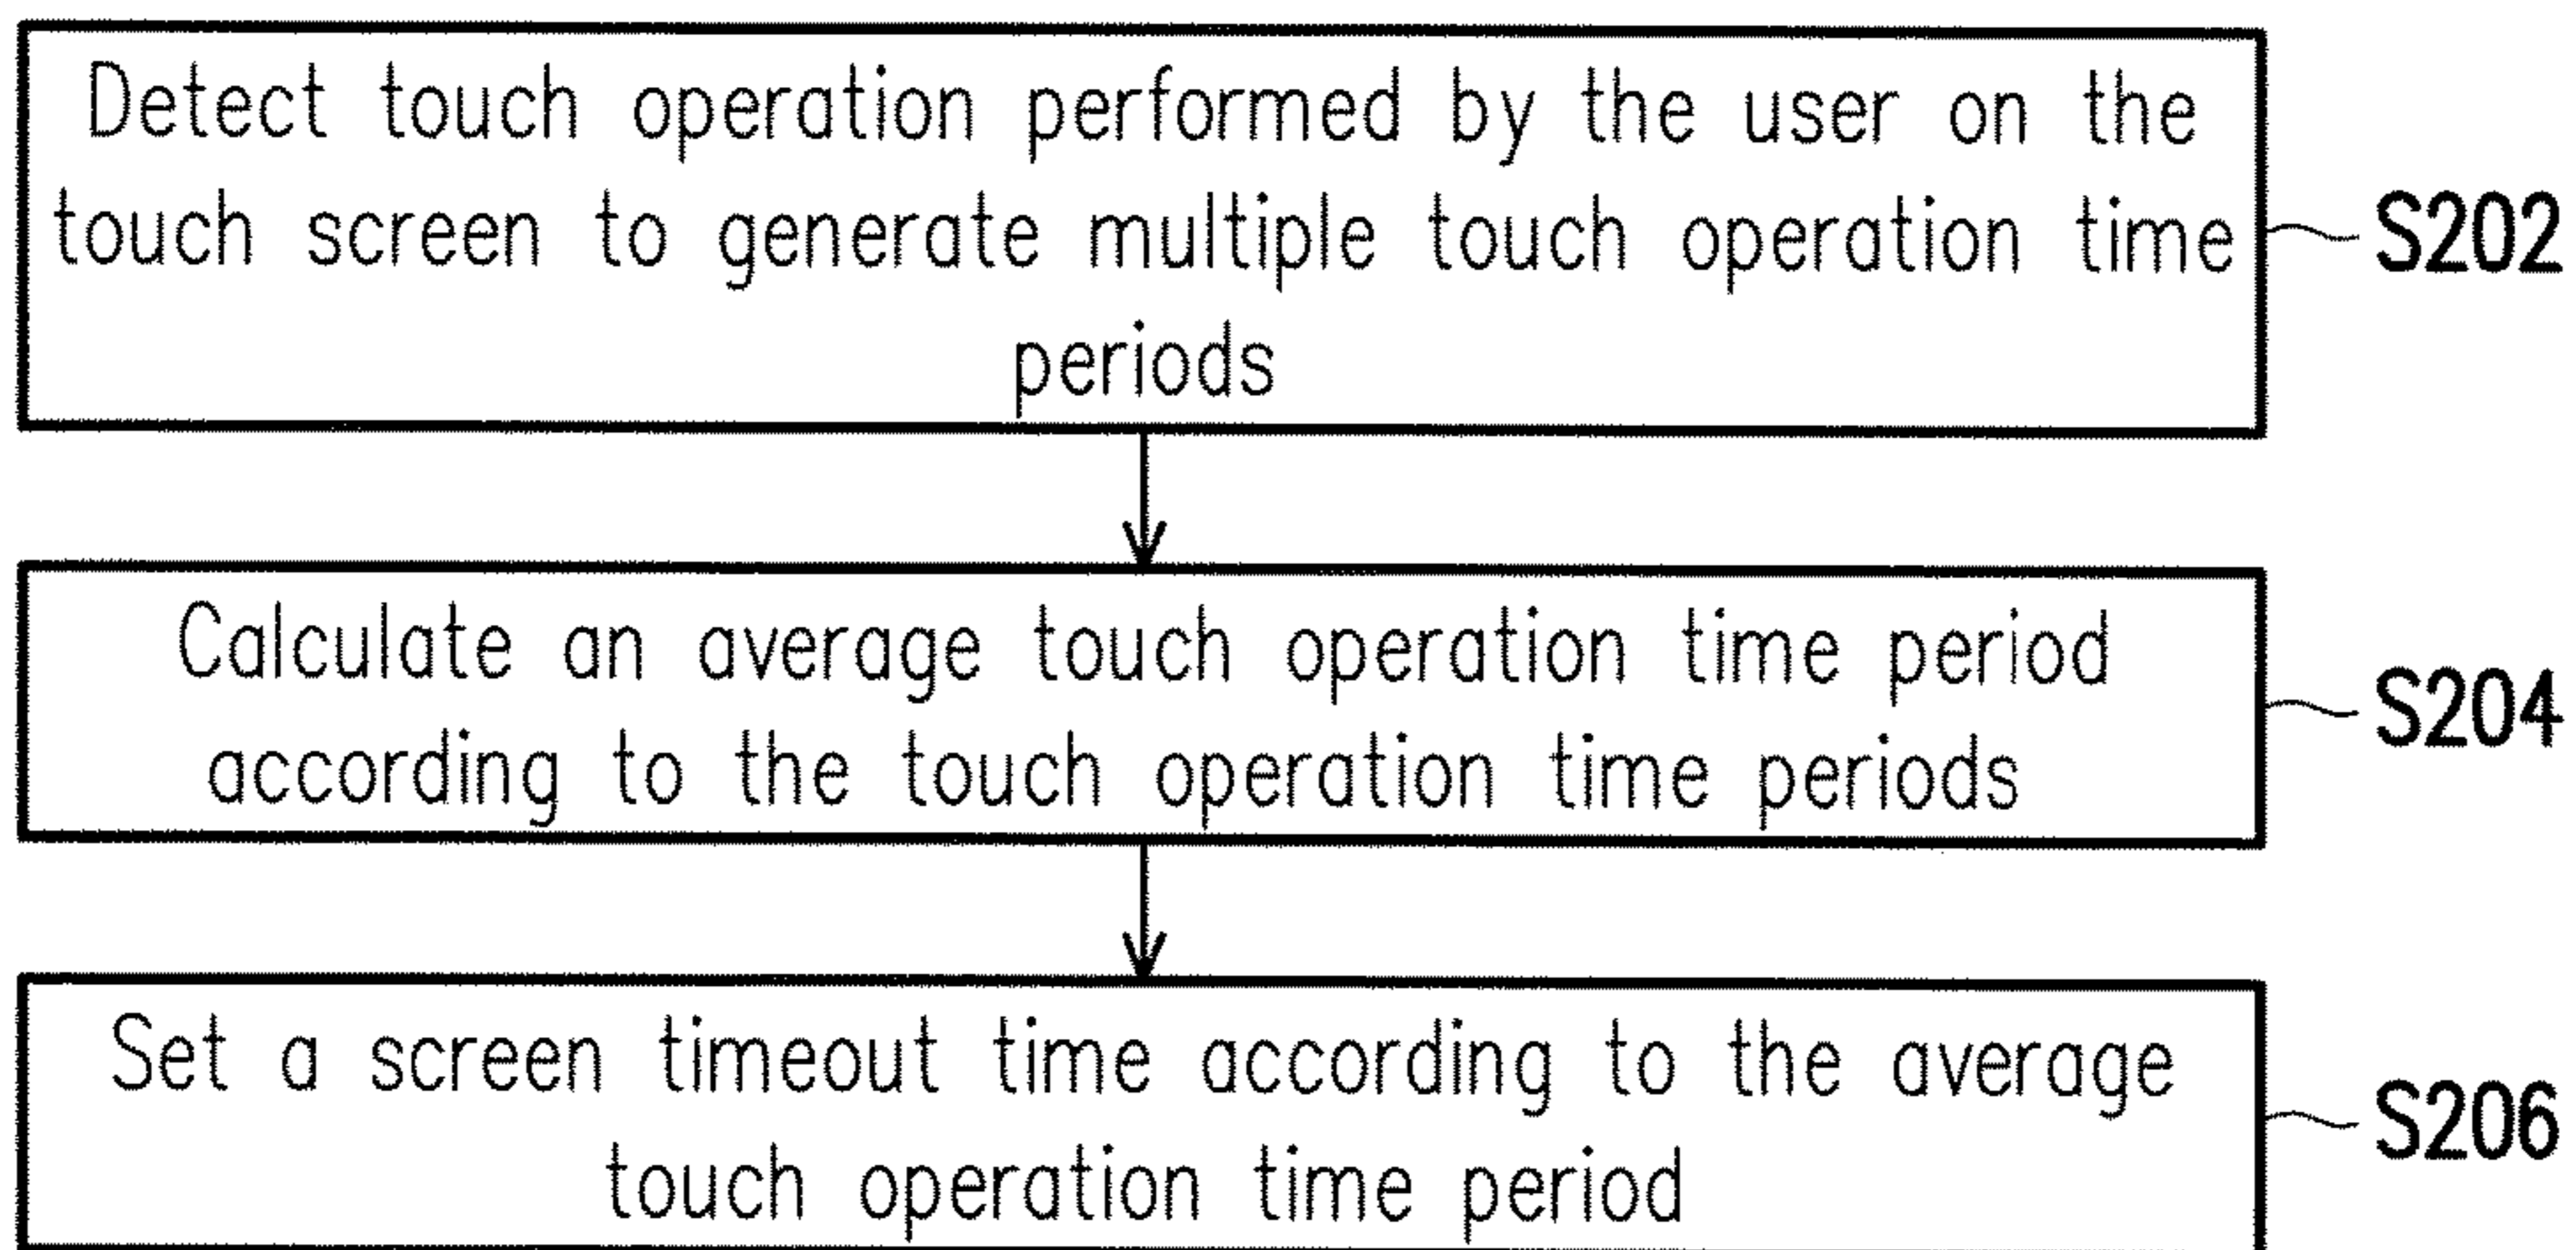 Detect touch operation performed by the user on the
touch screen to generate multiple touch operation time
periods
S202
Calculate an average touch operation time period
according to the touch operation time periods
S204
Set a screen timeout time according to the average
touch operation time period
S206